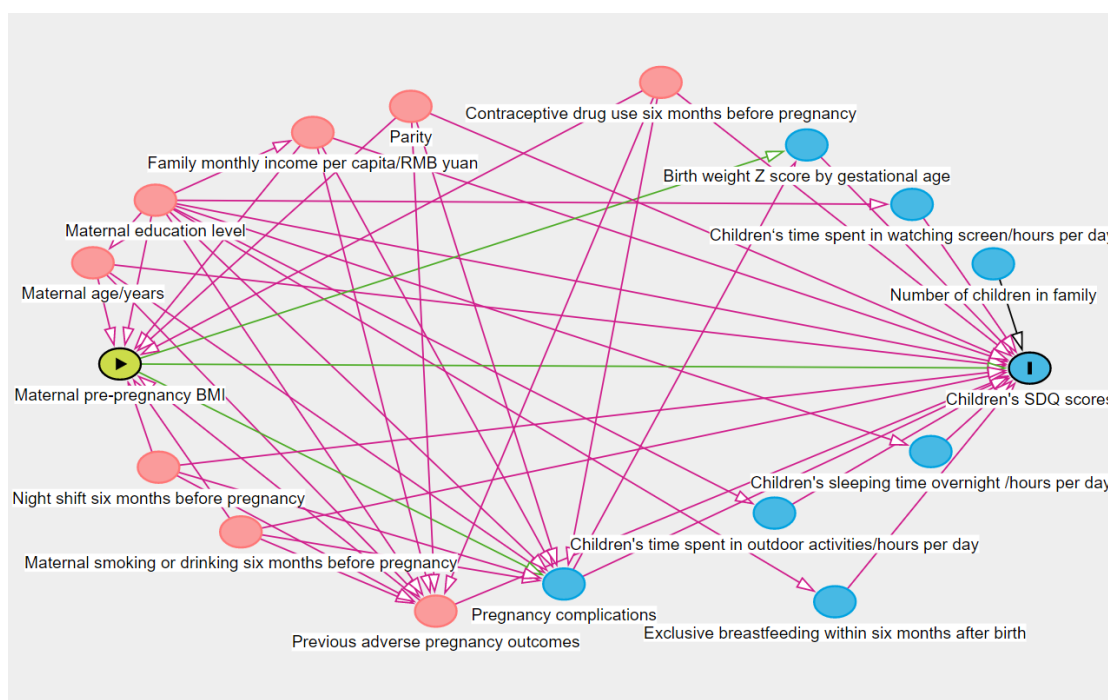 Contraceptive drug use six months before pregnancy
Parity
Family monthly income per capita/RMB yuan
Birth weight Z score by gestational age
Maternal education level
Children‘s time spent in watching screen/hours per day
Maternal age/years
Number of children in family
Maternal pre-pregnancy BMI
Children's SDQ scores
Night shift six months before pregnancy
Children's sleeping time overnight /hours per day
Children's time spent in outdoor activities/hours per day
Maternal smoking or drinking six months before pregnancy
Pregnancy complications
Exclusive breastfeeding within six months after birth
Previous adverse pregnancy outcomes